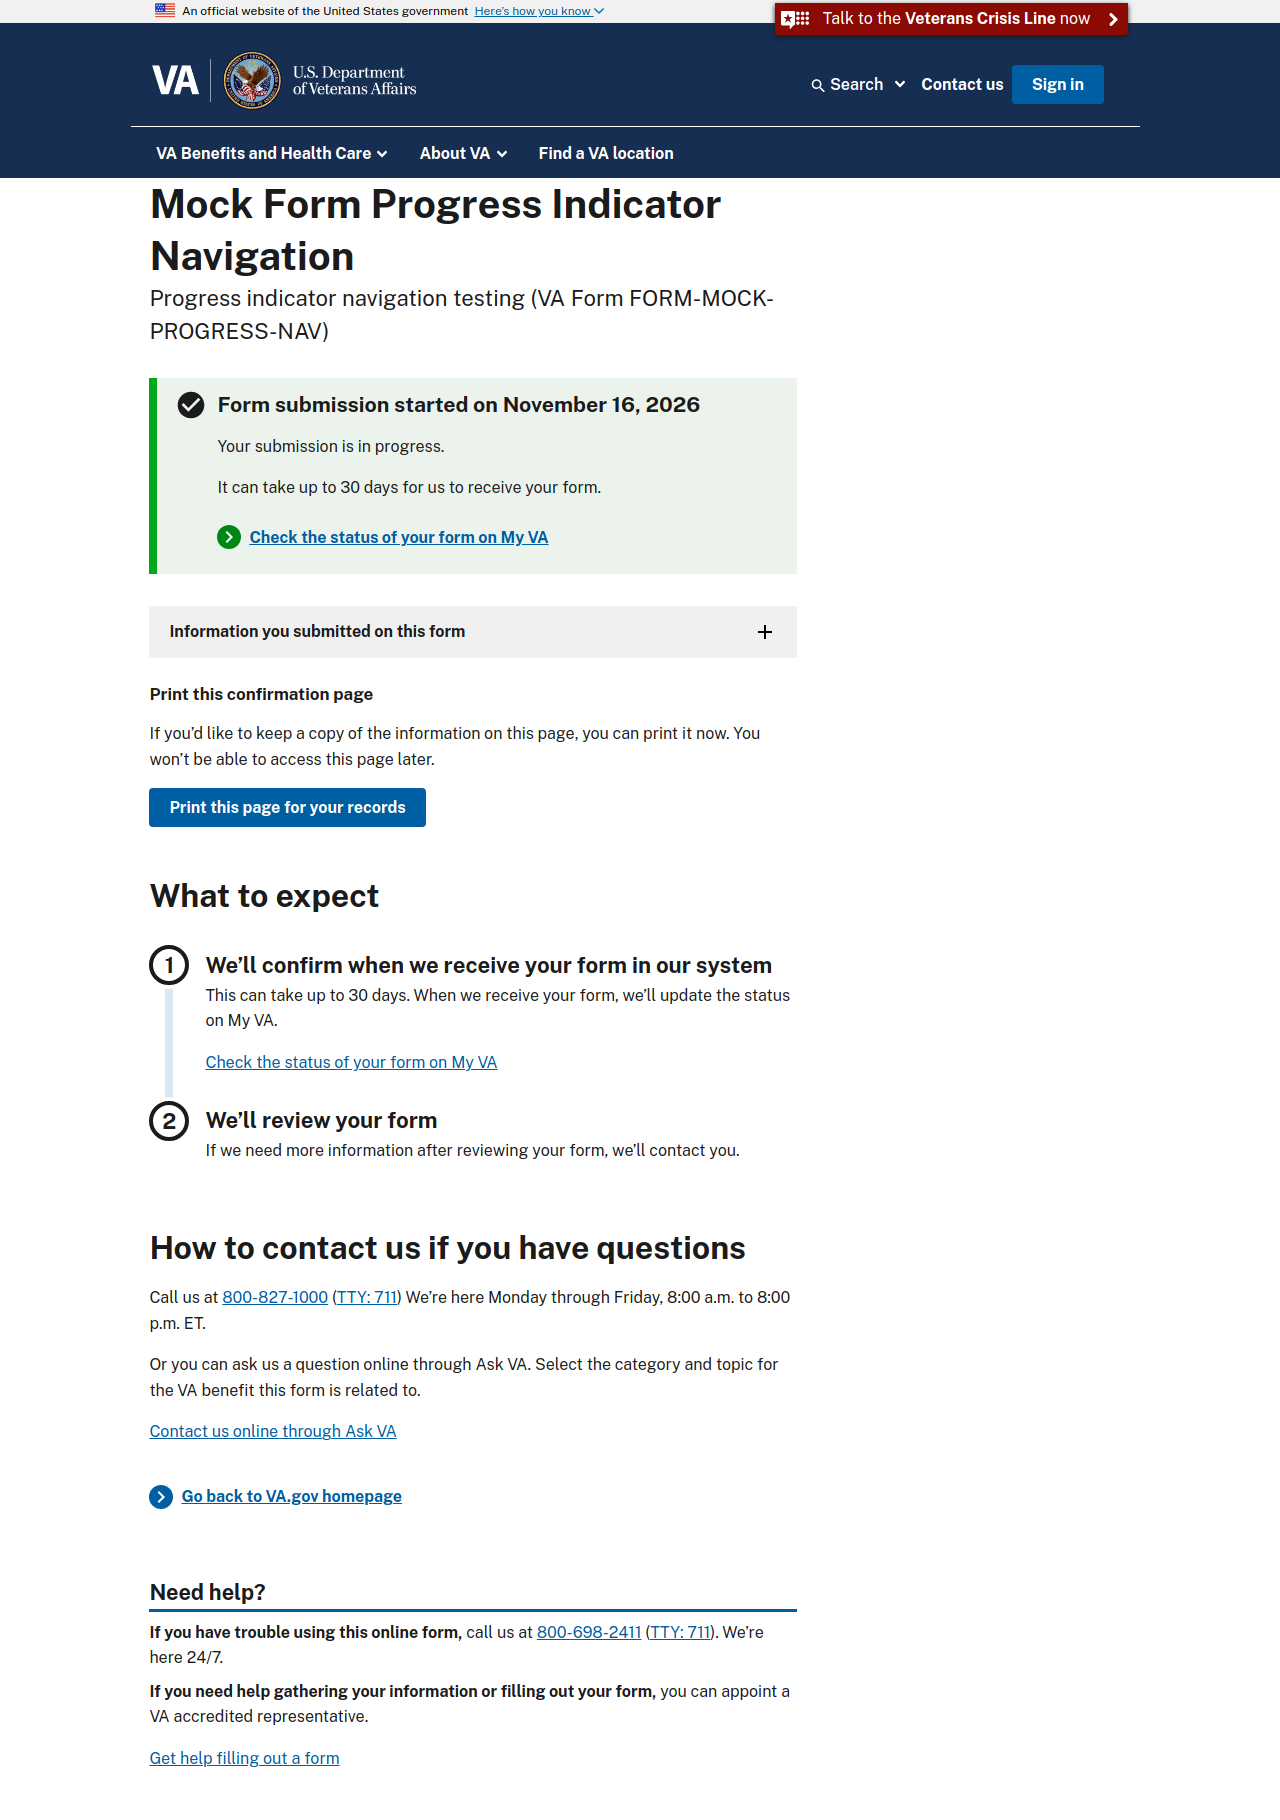 An official website of the United States government Here's how you know
Talk to the Veterans Crisis Line now
VA
U.S. Department
of Veterans Affairs
Search
Contact us
Sign in
VA Benefits and Health Care
About VA
Find a VA location
Mock Form Progress Indicator
Navigation
Progress indicator navigation testing (VA Form FORM-MOCK-
PROGRESS-NAV)
Form submission started on November 16, 2026
Your submission is in progress.
It can take up to 30 days for us to receive your form.
Check the status of your form on My VA
Information you submitted on this form
Print this confirmation page
If you’d like to keep a copy of the information on this page, you can print it now. You
won’t be able to access this page later.
Print this page for your records
What to expect
1
We’ll confirm when we receive your form in our system
This can take up to 30 days. When we receive your form, we’ll update the status
on My VA.
Check the status of your form on My VA
2
We’ll review your form
If we need more information after reviewing your form, we’ll contact you.
How to contact us if you have questions
Call us at 800-827-1000 (TTY: 711) We’re here Monday through Friday, 8:00 a.m. to 8:00
p.m. ET.
Or you can ask us a question online through Ask VA. Select the category and topic for
the VA benefit this form is related to.
Contact us online through Ask VA
Go back to VA.gov homepage
Need help?
If you have trouble using this online form, call us at 800-698-2411 (TTY: 711). We’re
here 24/7.
If you need help gathering your information or filling out your form, you can appoint a
VA accredited representative.
Get help filling out a form